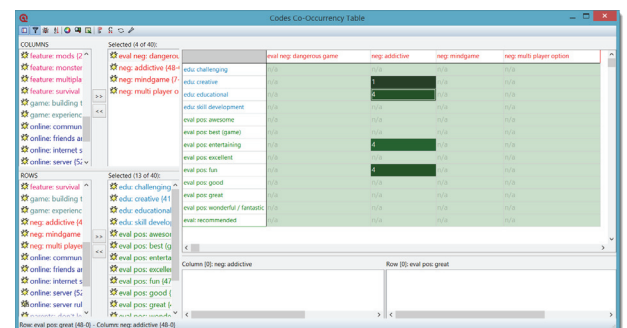 Codes Co-Occurrence Table
COLUMNS
feature: mods (2
feature: monster
feature: multipla
feature: survival
game: building t
game: experienc
online: commun
online: friends ar
online: internet s
online: server (52
>>
<<
Selected (4 of 40):
eval neg: dangerou
neg: addictive (48-
neg: mindgame (7-
neg: multi player o
eval neg: dangerous game neg: addictive neg: mindgame neg: multi player option
edu: challenging n/a n/a n/a n/a
edu: creative n/a 1 n/a n/a
edu: educational n/a 4 n/a n/a
edu: skill development n/a n/a n/a n/a
eval pos: awesome n/a n/a n/a n/a
eval pos: best (game) n/a n/a n/a n/a
eval pos: entertaining n/a 4 n/a n/a
eval pos: excellent n/a n/a n/a n/a
eval pos: fun n/a 4 n/a n/a
eval pos: good n/a n/a n/a n/a
eval pos: great n/a n/a n/a n/a
eval pos: wonderful / fantastic n/a n/a n/a n/a
eval: recommended n/a n/a n/a n/a
ROWS
feature: survival
game: building t
game: experienc
neg: addictive (4
neg: mindgame
neg: multi player
online: commun
online: friends ar
online: internet s
online: server (52
online: server rul
>>
<<
Selected (13 of 40):
edu: challenging
edu: creative (41
edu: educational
edu: skill develop
eval pos: awesor
eval pos: best (g
eval pos: enterta
eval pos: excellen
eval pos: fun (47
eval pos: good (
eval pos: great (4
Column [0]: neg: addictive
Row [0]: eval pos: great
Row: eval pos: great (48-0) - Column: neg: addictive (48-0)